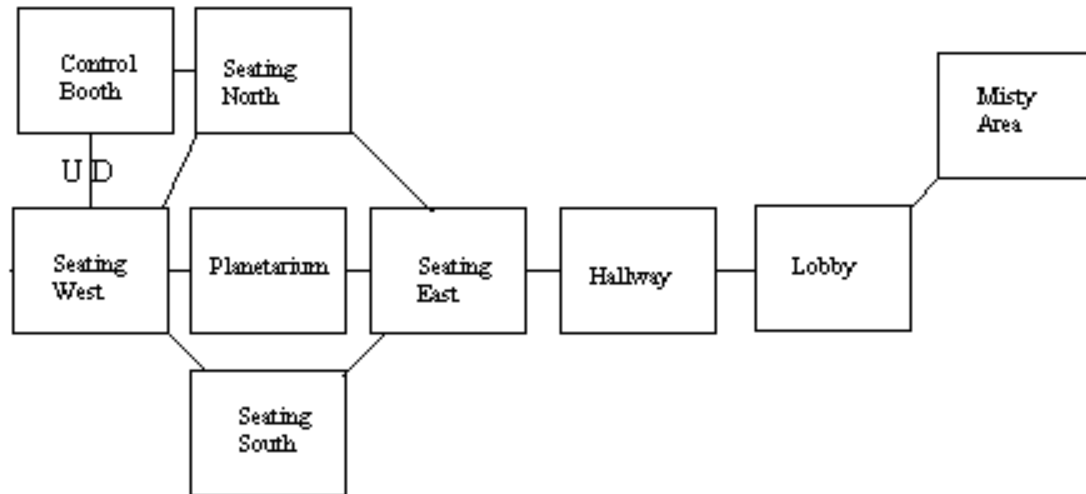 Control
Booth
Seating
North
Misty
Area
U D
Seating
West
Planetarium
Seating
East
Hallway
Lobby
Seating
South